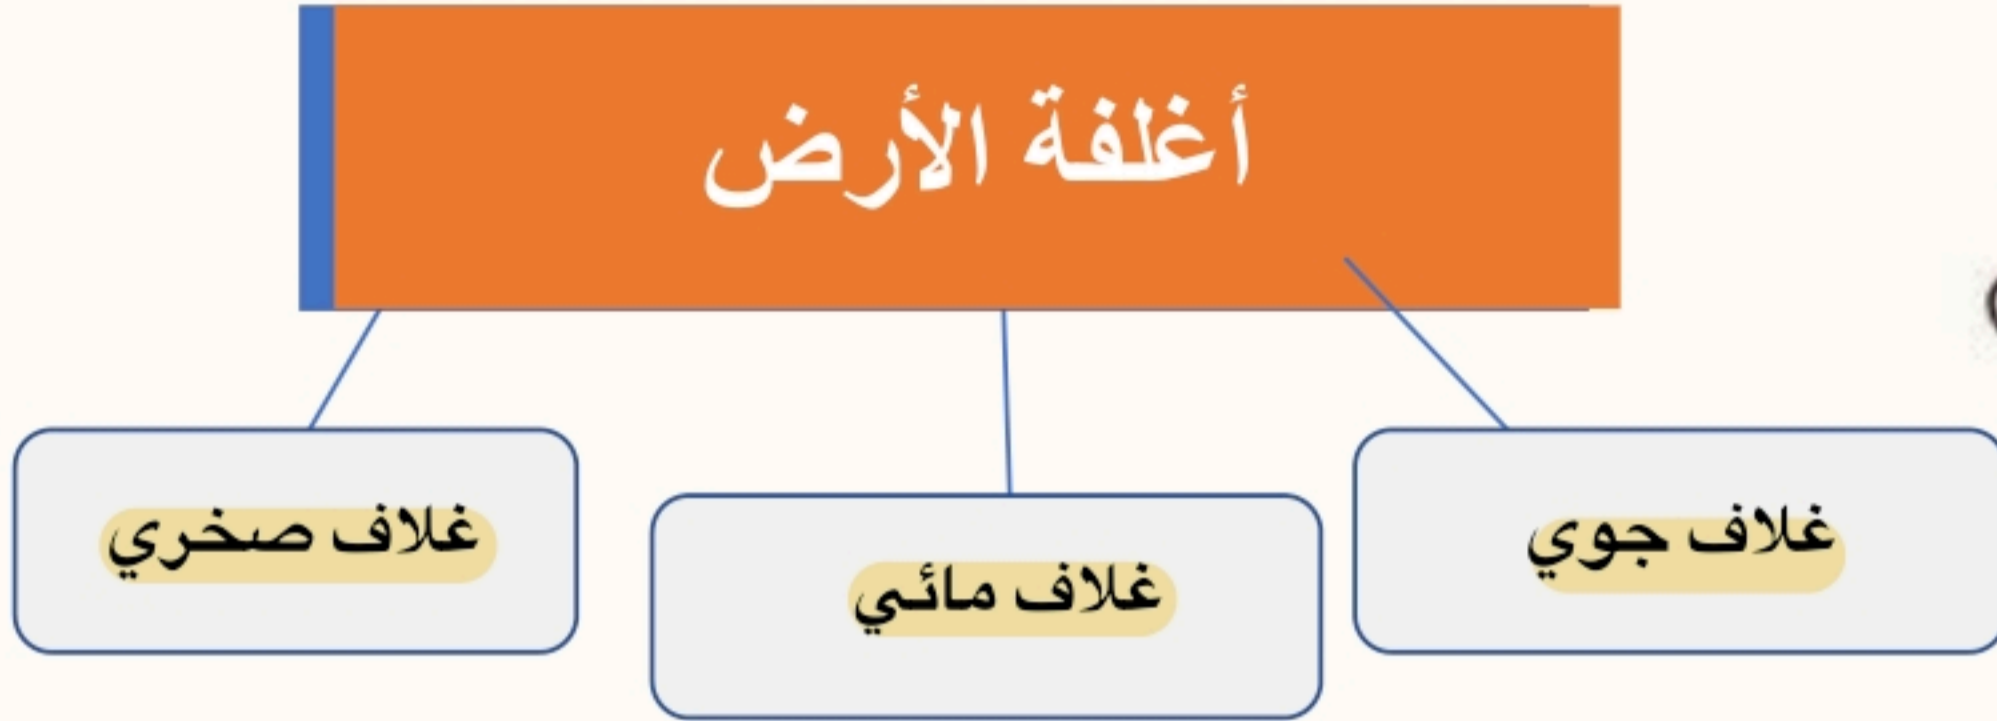 أغلفة الأرض
غلاف جوي
غلاف مائي
غلاف صخري